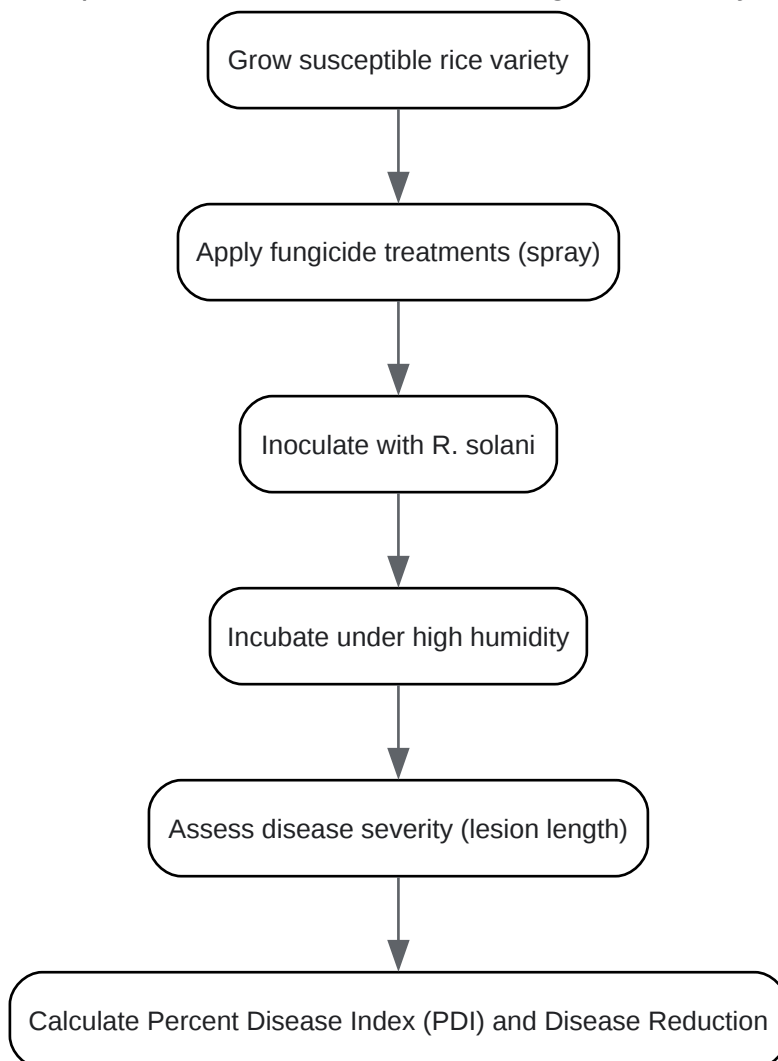 Grow susceptible rice variety
Apply fungicide treatments (spray)
Inoculate with R. solani
Incubate under high humidity
Assess disease severity (lesion length)
Calculate Percent Disease Index (PDI) and Disease Reduction